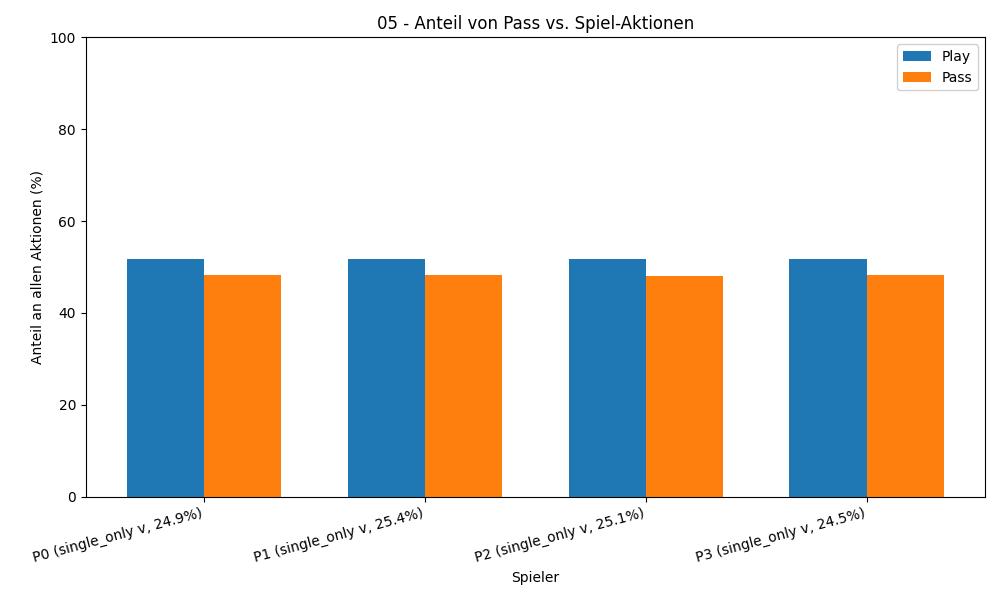 05 - Anteil von Pass vs. Spiel-Aktionen
Play
Pass
Anteil an allen Aktionen (%)
100
80
60
40
20
0
P0 (single_only v, 24.9%)
P1 (single_only v, 25.4%)
P2 (single_only v, 25.1%)
P3 (single_only v, 24.5%)
Spieler